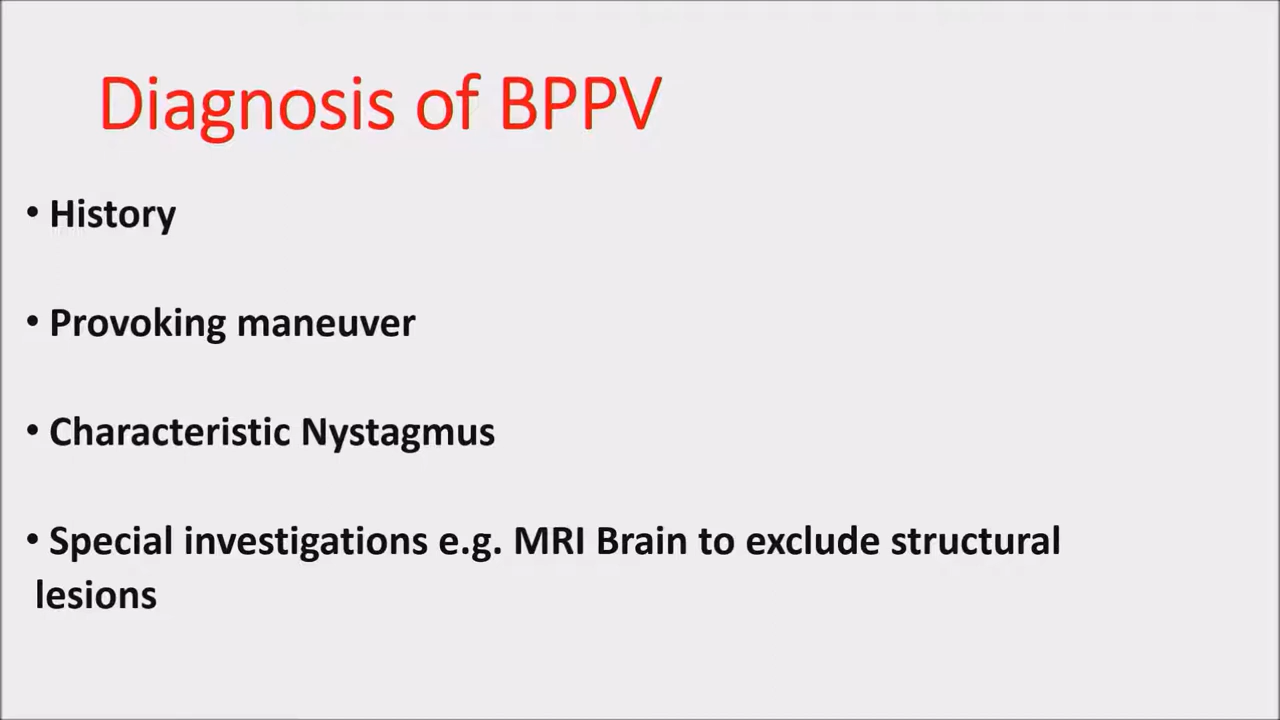 Diagnosis of BPPV
• History
• Provoking maneuver
• Characteristic Nystagmus
• Special investigations e.g. MRI Brain to exclude structural
lesions